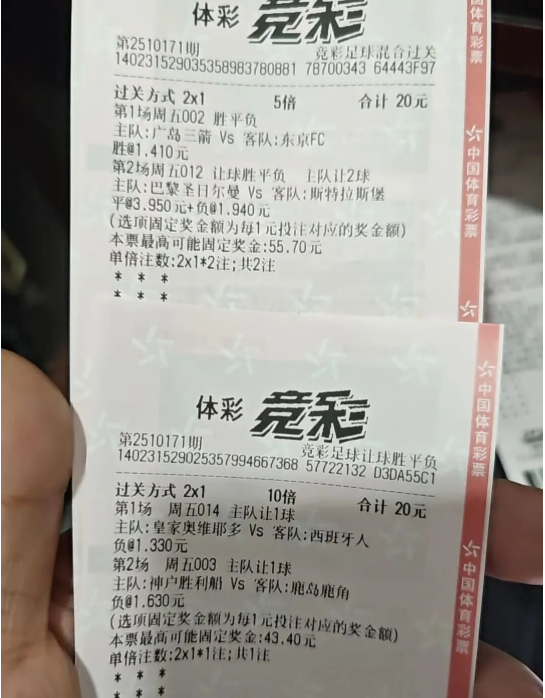 体彩 竞彩
第2510171期 竞彩足球混合过关
140231529035358983780881 78700343 64443F97
过关方式 2x1 5倍 合计 20元
第1场周五002 胜平负
主队:广岛三箭 Vs 客队:东京FC
胜@1.410元
第2场周五012 让球胜平负 主队让2球
主队:巴黎圣日尔曼 Vs 客队:斯特拉斯堡
平@3.950元+负@1.940元
(选项固定奖金额为每1元投注对应的奖金额)
本票最高可能固定奖金:55.70元
单倍注数:2x1*2注;共2注
* * *
* * *
国体育彩票
中国体育彩票
体彩 竞彩
第2510171期 竞彩足球让球胜平负
140231529025357994667368 57722132 D3DA55C1
过关方式 2x1 10倍 合计 20元
第1场 周五014 主队让1球
主队:皇家奥维耶多 Vs 客队:西班牙人
负@1.330元
第2场 周五003 主队让1球
主队:神户胜利船 Vs 客队:鹿岛鹿角
负@1.630元
(选项固定奖金额为每1元投注对应的奖金额)
本票最高可能固定奖金:43.40元
单倍注数:2x1*1注;共1注
* * *
* * *
中国体育彩票
中国体育彩票